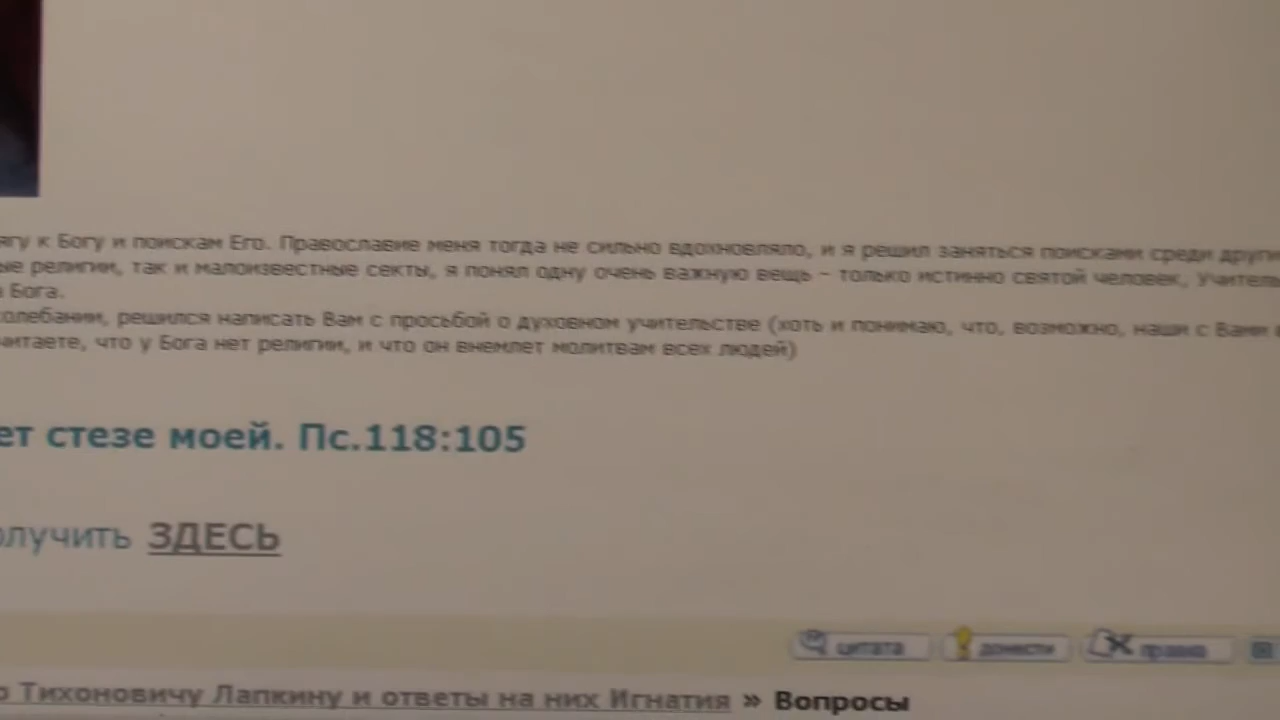 ягу к Богу и поискам Его. Православие меня тогда не сильно вдохновляло, и я решил заняться поисками среди други
ые религии, так и малоизвестные секты, я понял одну очень важную вещь - только истинно святой человек, Учитель
Бога.
олебании, решился написать Вам с просьбой о духовном учительстве (хоть и понимаю, что, возможно, наши с Вами
читаете, что у Бога нет религии, и что он внемлет молитвам всех людей)
ет стезе моей. Пс.118:105
олучить ЗДЕСЬ
цитата донести правка
о Тихоновичу Лапкину и ответы на них Игнатия » Вопросы